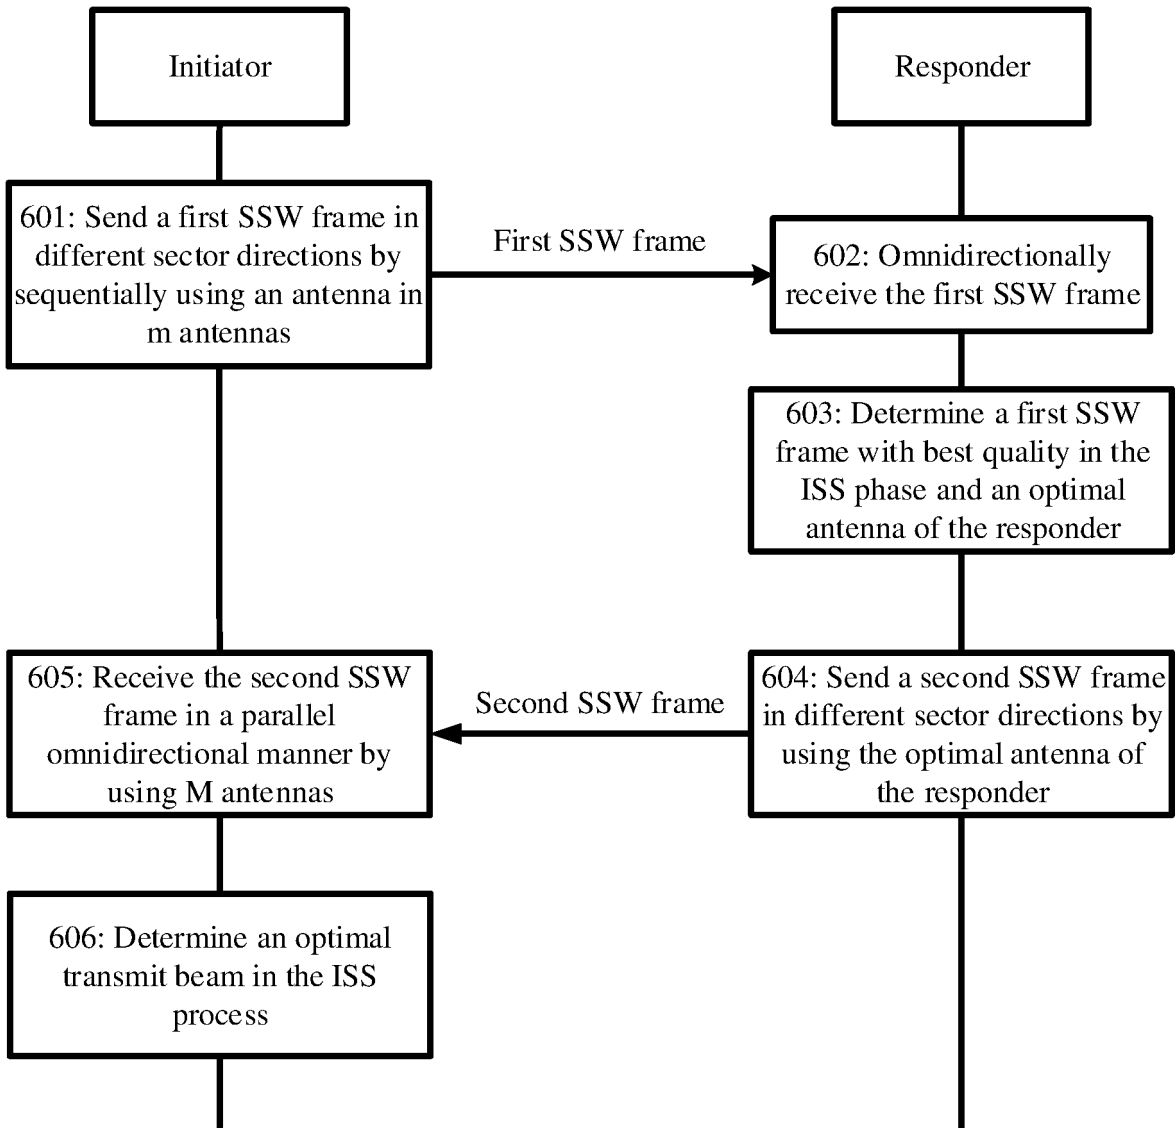 Initiator
Responder
601: Send a first SSW frame in
different sector directions by
sequentially using an antenna in
m antennas
First SSW frame
602: Omnidirectionally
receive the first SSW frame
603: Determine a first SSW
frame with best quality in the
ISS phase and an optimal
antenna of the responder
604: Send a second SSW frame
in different sector directions by
using the optimal antenna of
the responder
Second SSW frame
605: Receive the second SSW
frame in a parallel
omnidirectional manner by
using M antennas
606: Determine an optimal
transmit beam in the ISS
process